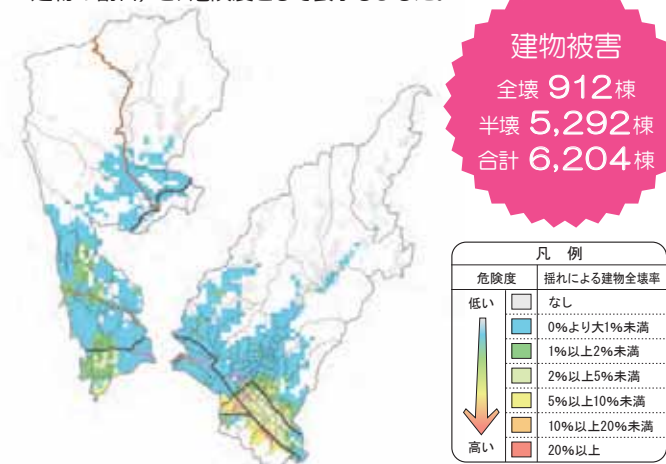 建物被害
全壊 912棟
半壊 5,292棟
合計 6,204棟
凡 例
危険度 揺れによる建物全壊率
低い なし
0%より大1%未満
1%以上2%未満
2%以上5%未満
5%以上10%未満
10%以上20%未満
高い 20%以上